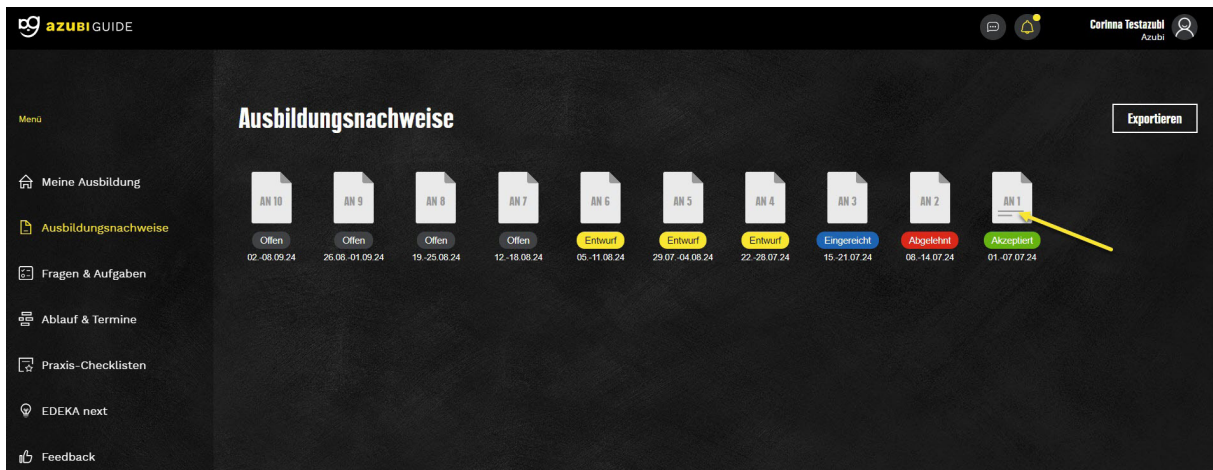 azubi GUIDE
Corinna Testazubi
Azubi
Menü
Ausbildungsnachweise
Exportieren
Meine Ausbildung
Ausbildungsnachweise
Fragen & Aufgaben
Ablauf & Termine
Praxis-Checklisten
EDEKA next
Feedback
AN 10 AN 9 AN 8 AN 7 AN 6 AN 5 AN 4 AN 3 AN 2 AN 1
Offen Offen Offen Offen Entwurf Entwurf Entwurf Eingereicht Abgelehnt Akzeptiert
02.-08.09.24 26.08.-01.09.24 19.-25.08.24 12.-18.08.24 05.-11.08.24 29.07.-04.08.24 22.-28.07.24 15.-21.07.24 08.-14.07.24 01.-07.07.24